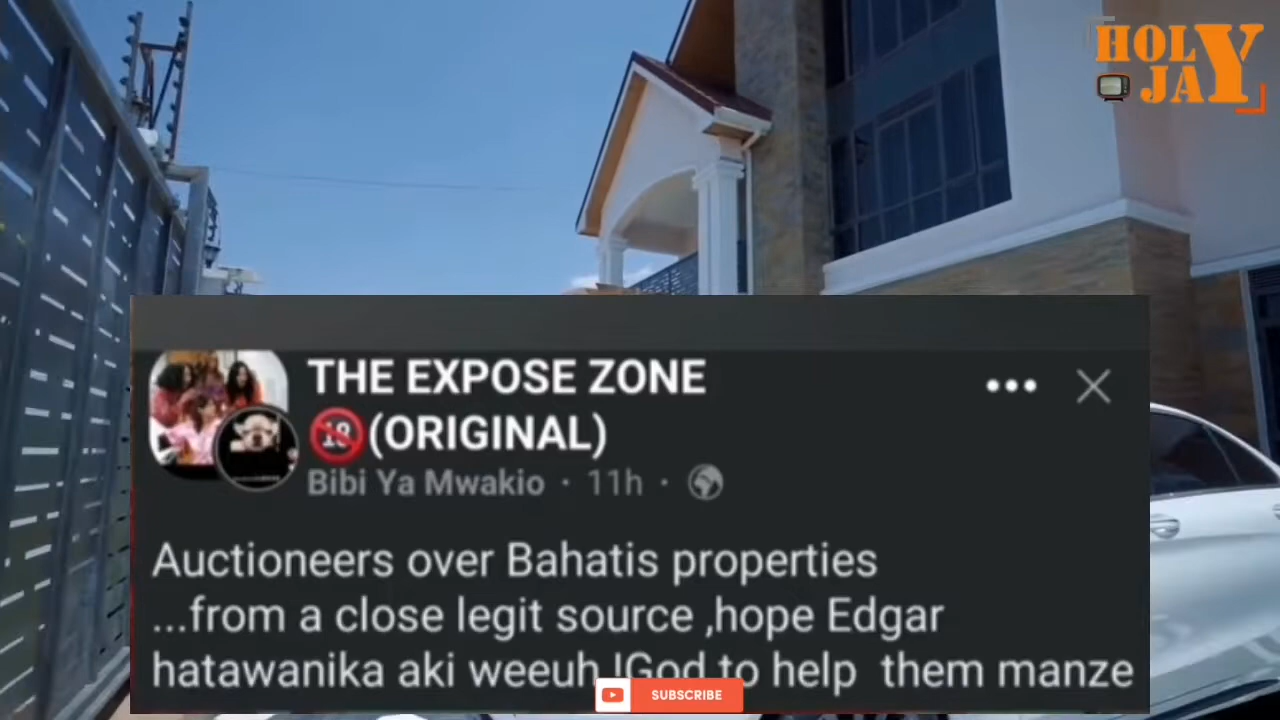 HOLY
JAY
THE EXPOSE ZONE
🔞(ORIGINAL)
Bibi Ya Mwakio · 11h ·
Auctioneers over Bahatis properties
...from a close legit source ,hope Edgar
hatawanika aki weeuh !God to help them manze
SUBSCRIBE